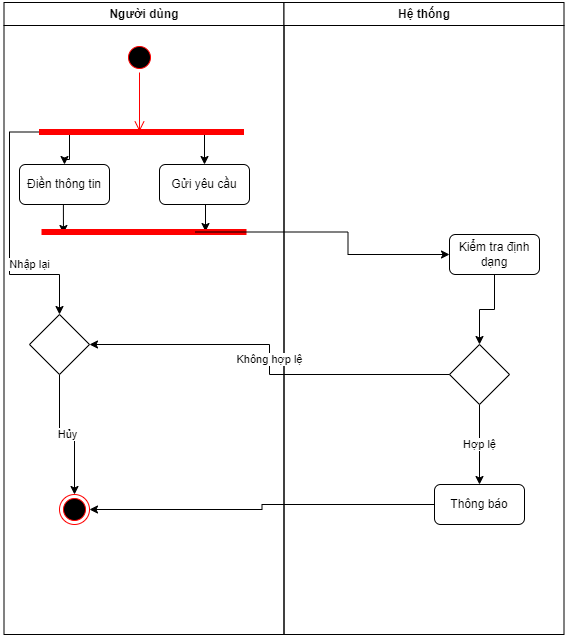 Người dùng
Hệ thống
Điền thông tin
Gửi yêu cầu
Kiểm tra định
dạng
Nhập lại
Không hợp lệ
Hủy
Hợp lệ
Thông báo